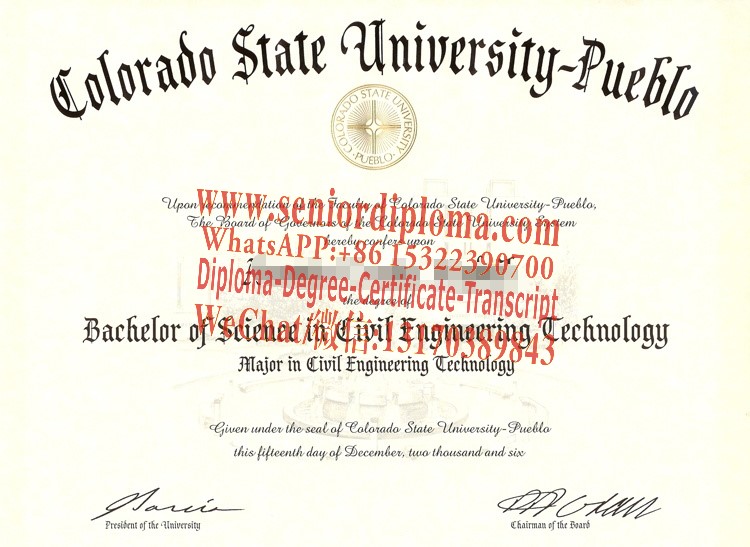 Colorado State University-Pueblo
COLORADO STATE UNIVERSITY
·PUEBLO·
Upon recommendation of the Faculty of Colorado State University-Pueblo,
www.seniordiploma.com
The Board of Governors of the Colorado State University System
hereby confers upon
WhatsAPP:+86 15322390700
Diploma-Degree-Certificate-Transcript
the degree of
WeChat/微信:13170389843
Bachelor of Science in Civil Engineering Technology
Major in Civil Engineering Technology
Given under the seal of Colorado State University-Pueblo
this fifteenth day of December, two thousand and six
President of the University
Chairman of the Board